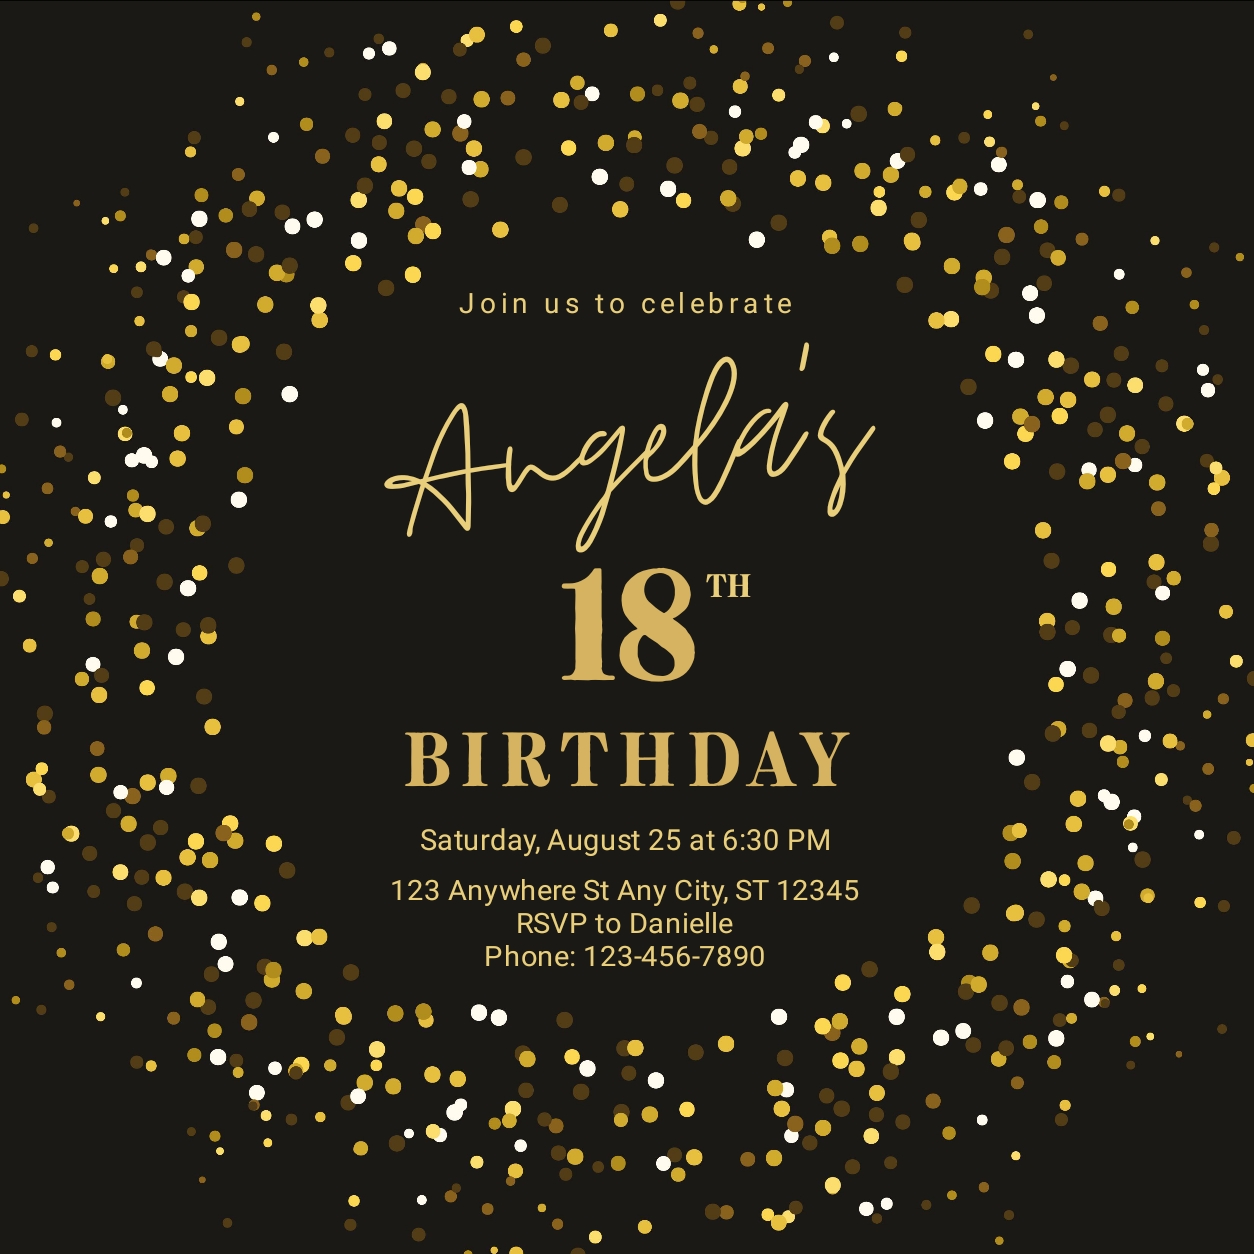 Join us to celebrate
Angela's
18TH
BIRTHDAY
Saturday, August 25 at 6:30 PM
123 Anywhere St Any City, ST 12345
RSVP to Danielle
Phone: 123-456-7890